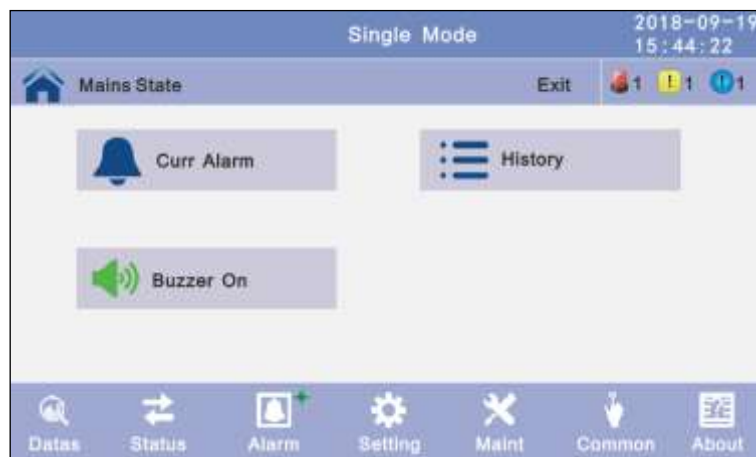 Single Mode
2018-09-19
15:44:22
Mains State Exit 1 1 1
Curr Alarm
History
Buzzer On
Datas Status Alarm Setting Maint Common About